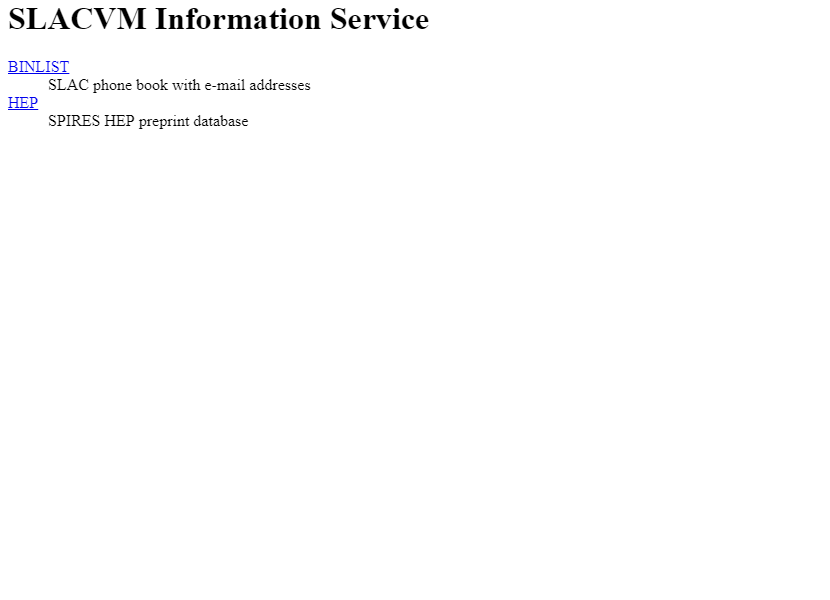 SLACVM Information Service
BINLIST
SLAC phone book with e-mail addresses
HEP
SPIRES HEP preprint database